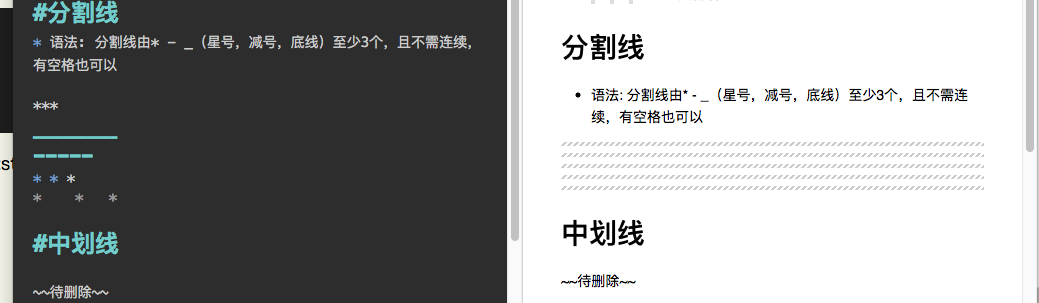 #分割线
* 语法: 分割线由* - _（星号，减号，底线）至少3个，且不需连续，
有空格也可以
***
* * *
* * *
#中划线
~~待删除~~
分割线
• 语法: 分割线由* - _（星号，减号，底线）至少3个，且不需连
续，有空格也可以
中划线
~~待删除~~